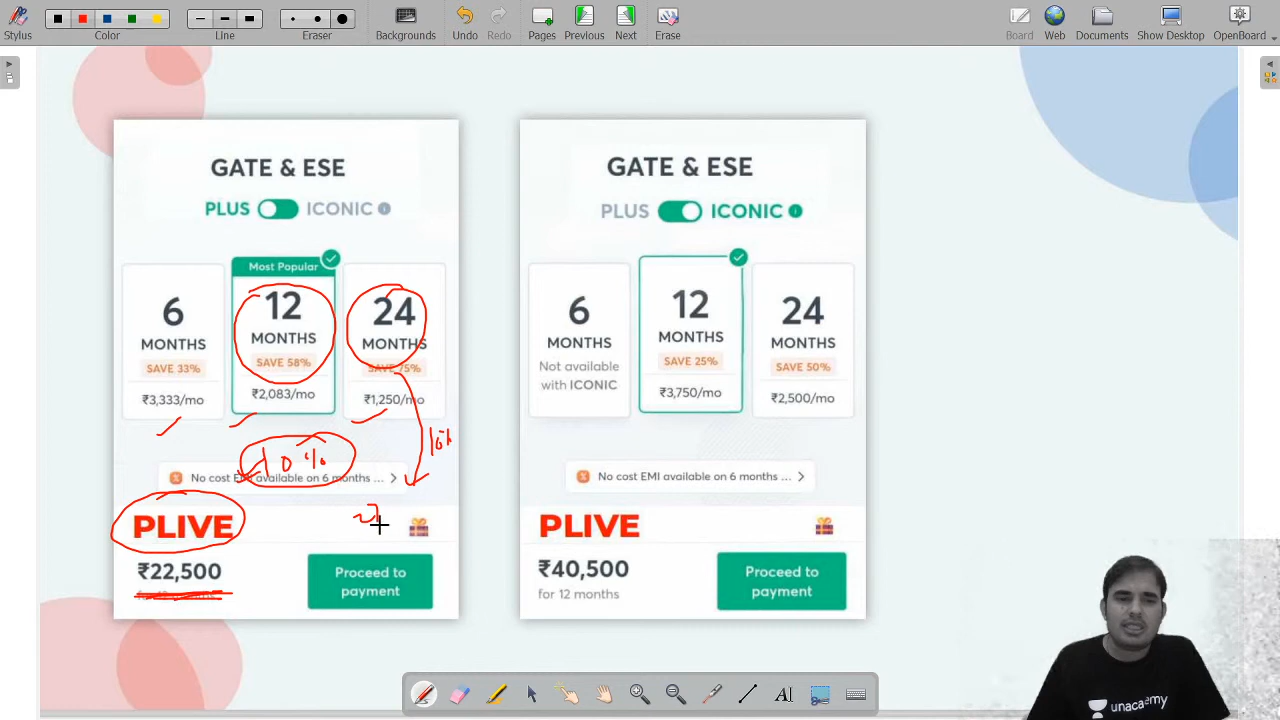 Stylus
Color
Line
Eraser
Backgrounds
Undo
Redo
Pages
Previous
Next
Erase
Board
Web
Documents
Show Desktop
OpenBoard
GATE & ESE
PLUS ICONIC
Most Popular
6
MONTHS
SAVE 33%
₹3,333/mo
12
MONTHS
SAVE 58%
₹2,083/mo
24
MONTHS
SAVE 75%
₹1,250/mo
10%
No cost EMI available on 6 months ...
PLIVE
₹22,500
Proceed to
payment
GATE & ESE
PLUS ICONIC
6
MONTHS
Not available
with ICONIC
12
MONTHS
SAVE 25%
₹3,750/mo
24
MONTHS
SAVE 50%
₹2,500/mo
No cost EMI available on 6 months ...
PLIVE
₹40,500
for 12 months
Proceed to
payment
unacademy